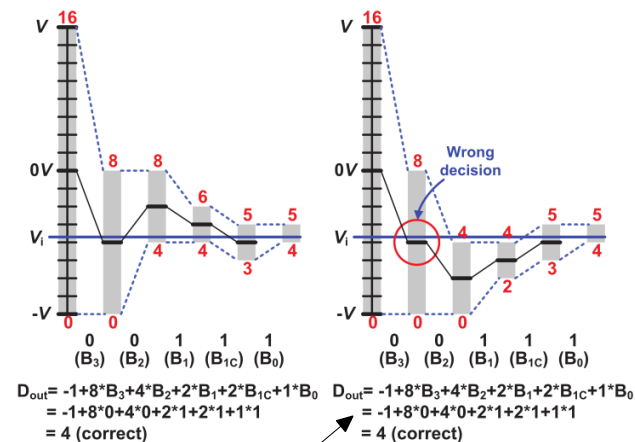 16 16
V V
8 8 8 Wrong
decision
0V 0V
6 5 5 4 4 5 5
Vi Vi
4 4 3 4 2 3 4
-V 0 0 -V 0 0 0
0 0 1 1 1 0 0 1 1 1
(B3) (B2) (B1) (B1C) (B0) (B3) (B2) (B1) (B1C) (B0)
Dout= -1+8*B3+4*B2+2*B1+2*B1C+1*B0 Dout= -1+8*B3+4*B2+2*B1+2*B1C+1*B0
= -1+8*0+4*0+2*1+2*1+1*1 = -1+8*0+4*0+2*1+2*1+1*1
= 4 (correct) = 4 (correct)